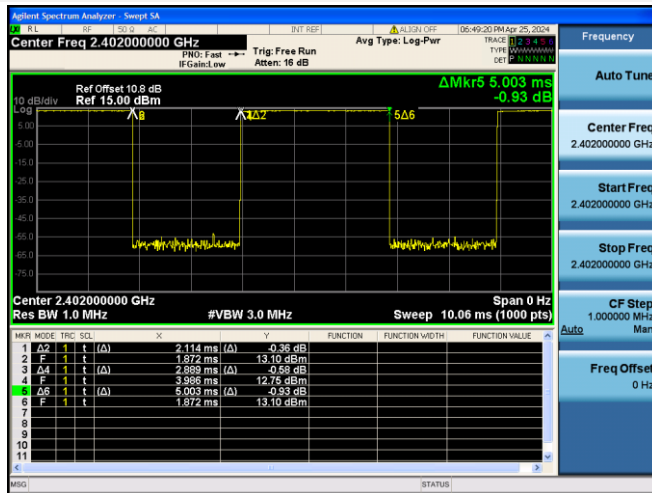 Agilent Spectrum Analyzer - Swept SA
RL RF 50 Ω AC INT REF ALIGN OFF 06:49:20 PM Apr 25, 2024
Center Freq 2.402000000 GHz
PNO: Fast
IFGain:Low
Trig: Free Run
Atten: 16 dB
Avg Type: Log-Pwr
TRACE 1 2 3 4 5 6
TYPE WWWWWW
DET P N N N N N
Frequency
Auto Tune
Center Freq
2.402000000 GHz
Start Freq
2.402000000 GHz
Stop Freq
2.402000000 GHz
CF Step
1.000000 MHz
Auto Man
Freq Offset
0 Hz
ΔMkr5 5.003 ms
-0.93 dB
Ref Offset 10.8 dB
10 dB/div Ref 15.00 dBm
Log
5.00
-5.00
-15.0
-25.0
-35.0
-45.0
-55.0
-65.0
-75.0
5Δ6
Center 2.402000000 GHz Span 0 Hz
Res BW 1.0 MHz #VBW 3.0 MHz Sweep 10.06 ms (1000 pts)
MKR MODE TRC SCL X Y FUNCTION FUNCTION WIDTH FUNCTION VALUE
1 Δ2 1 t (Δ) 2.114 ms (Δ) -0.36 dB
2 F 1 t 1.872 ms 13.10 dBm
3 Δ4 1 t (Δ) 2.889 ms (Δ) -0.58 dB
4 F 1 t 3.986 ms 12.75 dBm
5 Δ6 1 t (Δ) 5.003 ms (Δ) -0.93 dB
6 F 1 t 1.872 ms 13.10 dBm
7
8
9
10
11
MSG STATUS